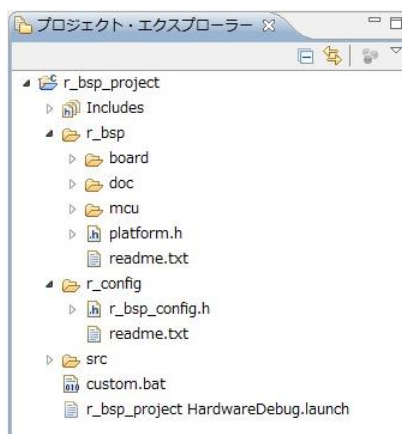 プロジェクト・エクスプローラー
r_bsp_project
Includes
r_bsp
board
doc
mcu
platform.h
readme.txt
r_config
r_bsp_config.h
readme.txt
src
custom.bat
r_bsp_project HardwareDebug.launch